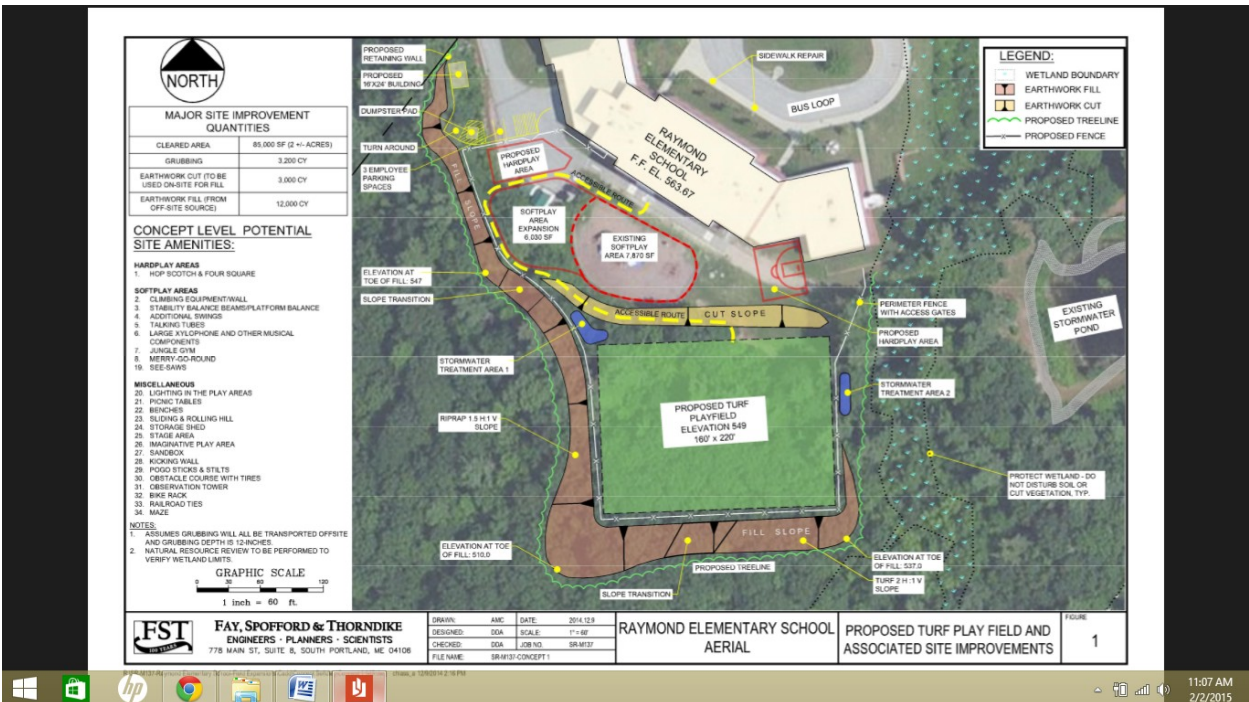 NORTH
MAJOR SITE IMPROVEMENT
QUANTITIES
CLEARED AREA 85,000 SF (2 +/- ACRES)
GRUBBING 3,200 CY
EARTHWORK CUT (TO BE
USED ON-SITE FOR FILL 3,000 CY
EARTHWORK FILL (FROM
OFF-SITE SOURCE) 12,000 CY
CONCEPT LEVEL POTENTIAL
SITE AMENITIES:
HARDPLAY AREAS
1. HOP SCOTCH & FOUR SQUARE
SOFTPLAY AREAS
2. CLIMBING EQUIPMENT/WALL
3. STABILITY BALANCE BEAMS/PLATFORM BALANCE
4. ADDITIONAL SWINGS
5. TALKING TUBES
6. LARGE XYLOPHONE AND OTHER MUSICAL
COMPONENTS
7. JUNGLE GYM
8. MERRY-GO-ROUND
19. SEE-SAWS
MISCELLANEOUS
20. LIGHTING IN THE PLAY AREAS
21. PICNIC TABLES
22. BENCHES
23. SLIDING & ROLLING HILL
24. STORAGE SHED
25. STAGE AREA
26. IMAGINATIVE PLAY AREA
27. SANDBOX
28. KICKING WALL
29. POGO STICKS & STILTS
30. OBSTACLE COURSE WITH TIRES
31. OBSERVATION TOWER
32. BIKE RACK
33. RAILROAD TIES
34. MAZE
NOTES:
1. ASSUMES GRUBBING WILL ALL BE TRANSPORTED OFFSITE
AND GRUBBING DEPTH IS 12-INCHES.
2. NATURAL RESOURCE REVIEW TO BE PERFORMED TO
VERIFY WETLAND LIMITS.
GRAPHIC SCALE
0 30 60 120
1 inch = 60 ft.
PROPOSED
RETAINING WALL
PROPOSED
16'X24' BUILDING
DUMPSTER PAD
TURN AROUND
3 EMPLOYEE
PARKING
SPACES
FILL SLOPE
PROPOSED
HARDPLAY
AREA
ACCESSIBLE ROUTE
SOFTPLAY
AREA
EXPANSION
6,030 SF
EXISTING
SOFTPLAY
AREA 7,870 SF
RAYMOND
ELEMENTARY
SCHOOL
F.F. EL. 563.67
SIDEWALK REPAIR
BUS LOOP
LEGEND:
WETLAND BOUNDARY
EARTHWORK FILL
EARTHWORK CUT
PROPOSED TREELINE
PROPOSED FENCE
ELEVATION AT
TOE OF FILL: 547
SLOPE TRANSITION
ACCESSIBLE ROUTE
CUT SLOPE
PERIMETER FENCE
WITH ACCESS GATES
PROPOSED
HARDPLAY AREA
EXISTING
STORMWATER
POND
STORMWATER
TREATMENT AREA 1
STORMWATER
TREATMENT AREA 2
PROPOSED TURF
PLAYFIELD
ELEVATION 549
160' x 220'
RIPRAP 1.5 H:1 V
SLOPE
PROTECT WETLAND - DO
NOT DISTURB SOIL OR
CUT VEGETATION, TYP.
FILL SLOPE
ELEVATION AT TOE
OF FILL: 510.0
PROPOSED TREELINE
ELEVATION AT TOE
OF FILL: 537.0
TURF 2 H :1 V
SLOPE
SLOPE TRANSITION
FST
100 YEARS
FAY, SPOFFORD & THORNDIKE
ENGINEERS · PLANNERS · SCIENTISTS
778 MAIN ST, SUITE 8, SOUTH PORTLAND, ME 04106
DRAWN: AMC DATE: 2014.12.9
DESIGNED: DDA SCALE: 1"= 60'
CHECKED: DDA JOB NO. SR-M137
FILE NAME: SR-M137-CONCEPT 1
RAYMOND ELEMENTARY SCHOOL
AERIAL
PROPOSED TURF PLAY FIELD AND
ASSOCIATED SITE IMPROVEMENTS
FIGURE
1
hp
11:07 AM
2/2/2015